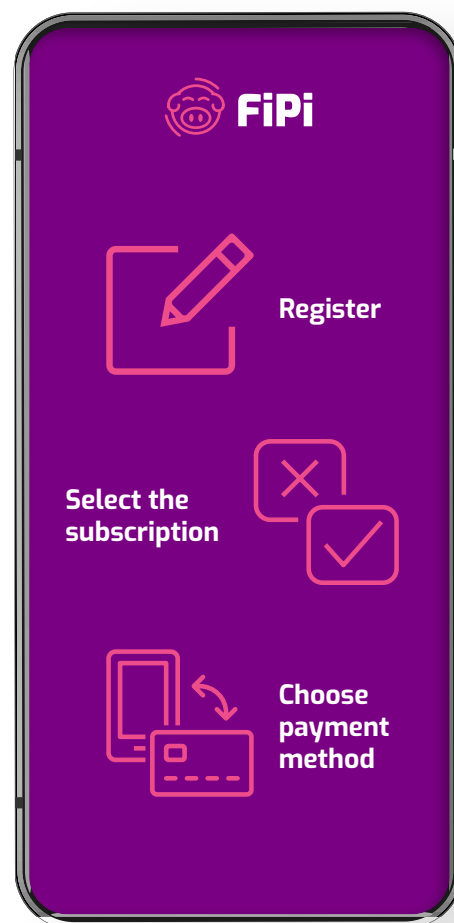 FiPi
Register
Select the
subscription
Choose
payment
method